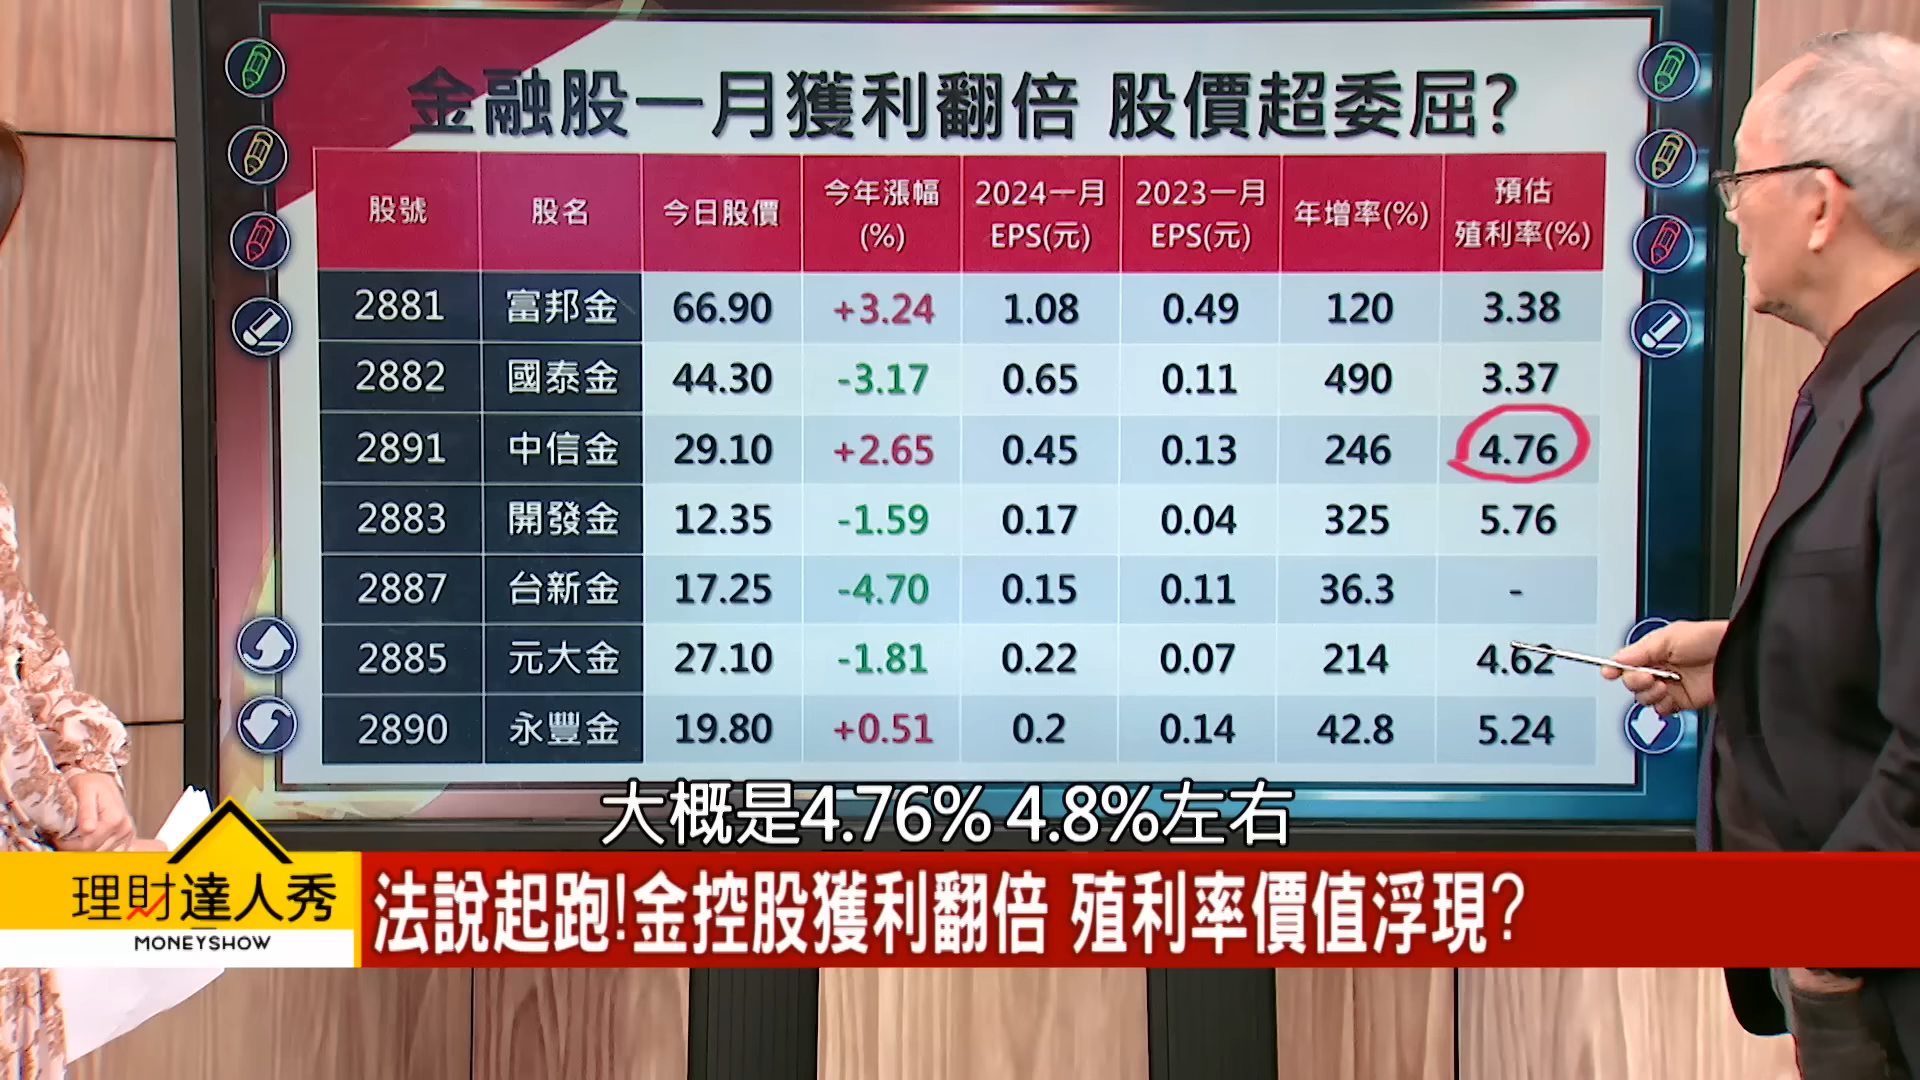 金融股一月獲利翻倍 股價超委屈?
股號 股名 今日股價 今年漲幅(%) 2024一月EPS(元) 2023一月EPS(元) 年增率(%) 預估殖利率(%)
2881 富邦金 66.90 +3.24 1.08 0.49 120 3.38
2882 國泰金 44.30 -3.17 0.65 0.11 490 3.37
2891 中信金 29.10 +2.65 0.45 0.13 246 4.76
2883 開發金 12.35 -1.59 0.17 0.04 325 5.76
2887 台新金 17.25 -4.70 0.15 0.11 36.3 -
2885 元大金 27.10 -1.81 0.22 0.07 214 4.62
2890 永豐金 19.80 +0.51 0.2 0.14 42.8 5.24
大概是4.76% 4.8%左右
理財達人秀
MONEYSHOW
法說起跑!金控股獲利翻倍 殖利率價值浮現?